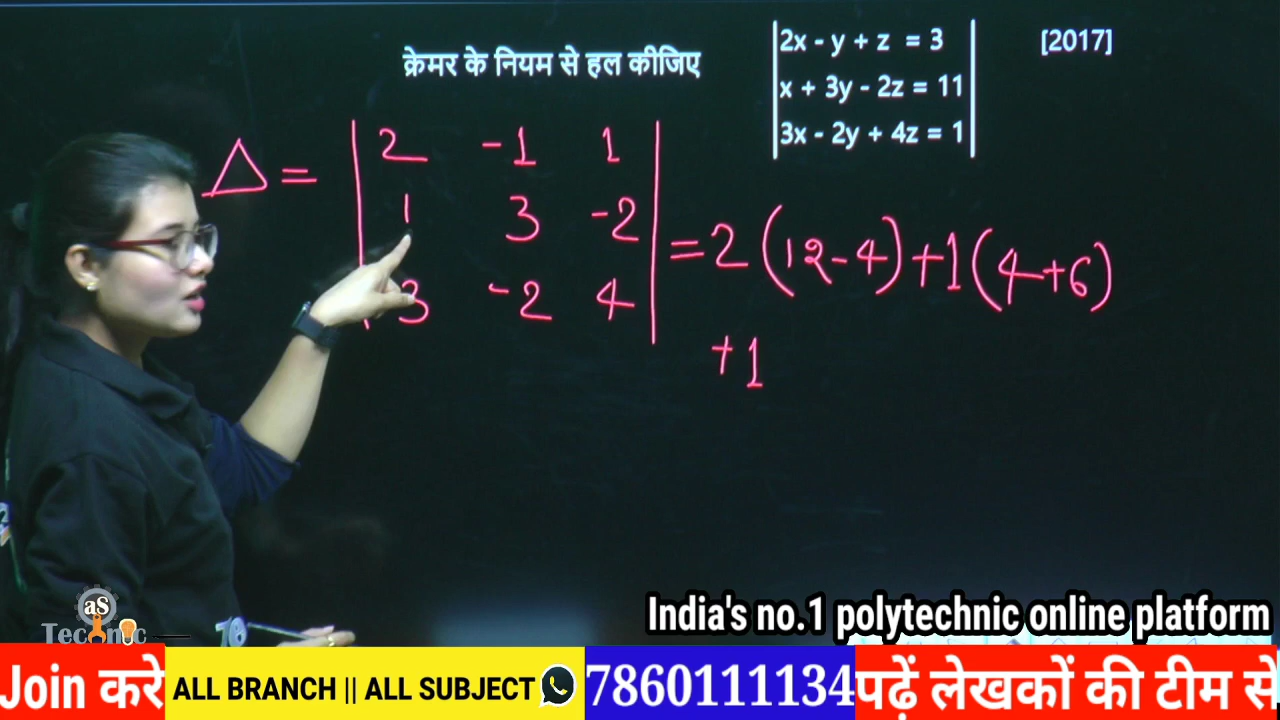 क्रेमर के नियम से हल कीजिए
2x - y + z = 3
[2017]
x + 3y - 2z = 11
3x - 2y + 4z = 1
Δ = | 2 -1 1 |
| 1 3 -2 | = 2 (12 - 4) + 1 (4 + 6)
| 3 -2 4 |
+ 1
India's no.1 polytechnic online platform
aS
Tecnic
Join करे
ALL BRANCH || ALL SUBJECT
7860111134
पढ़ें लेखकों की टीम से